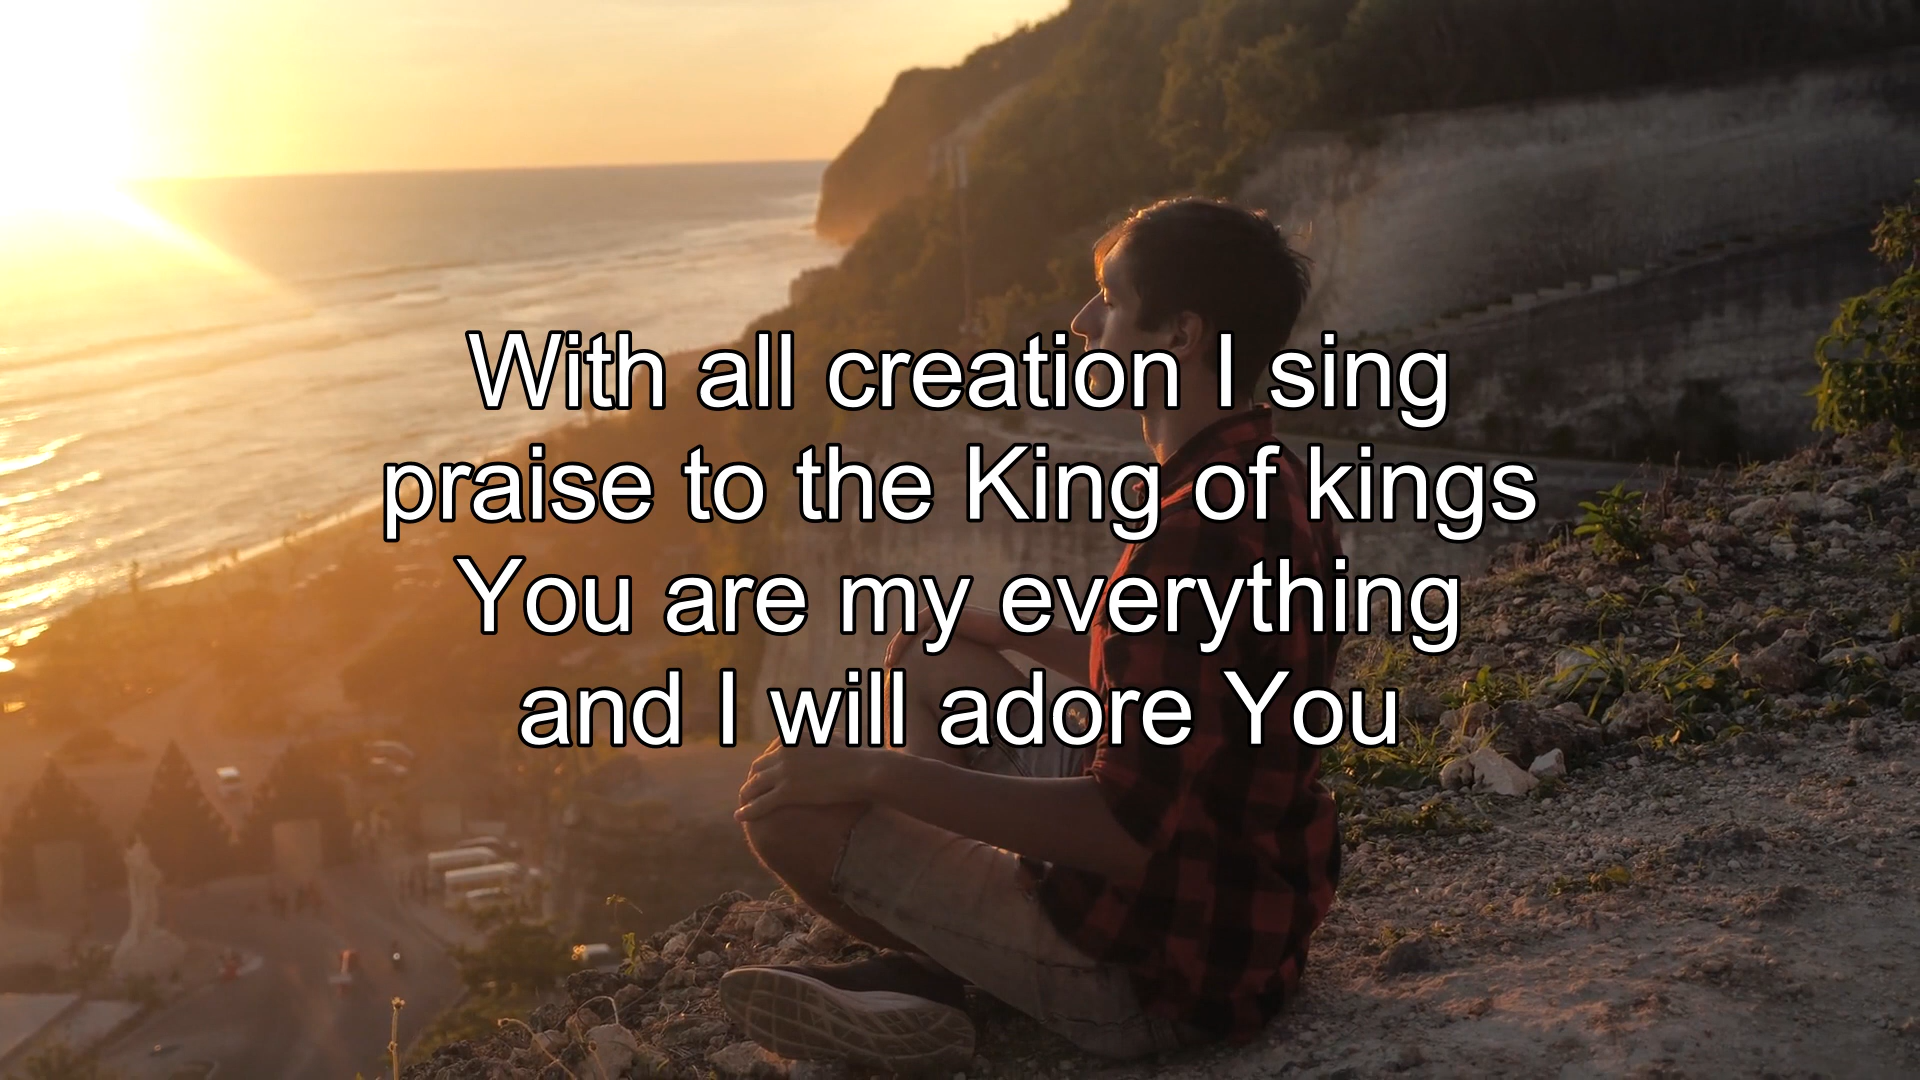 With all creation I sing
praise to the King of kings
You are my everything
and I will adore You